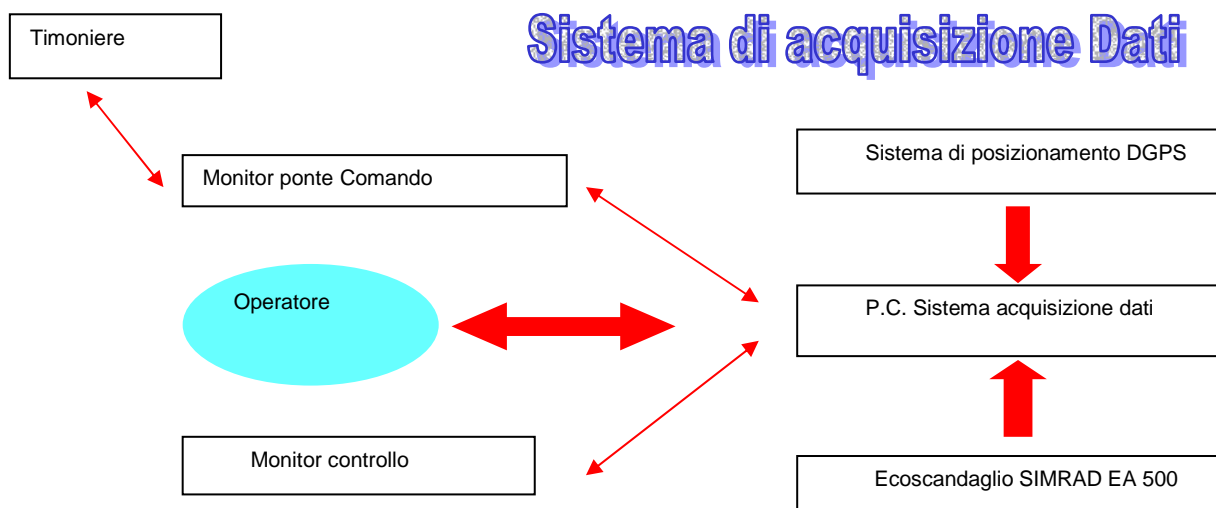 Sistema di acquisizione Dati
Timoniere
Sistema di posizionamento DGPS
Monitor ponte Comando
Operatore
P.C. Sistema acquisizione dati
Monitor controllo
Ecoscandaglio SIMRAD EA 500